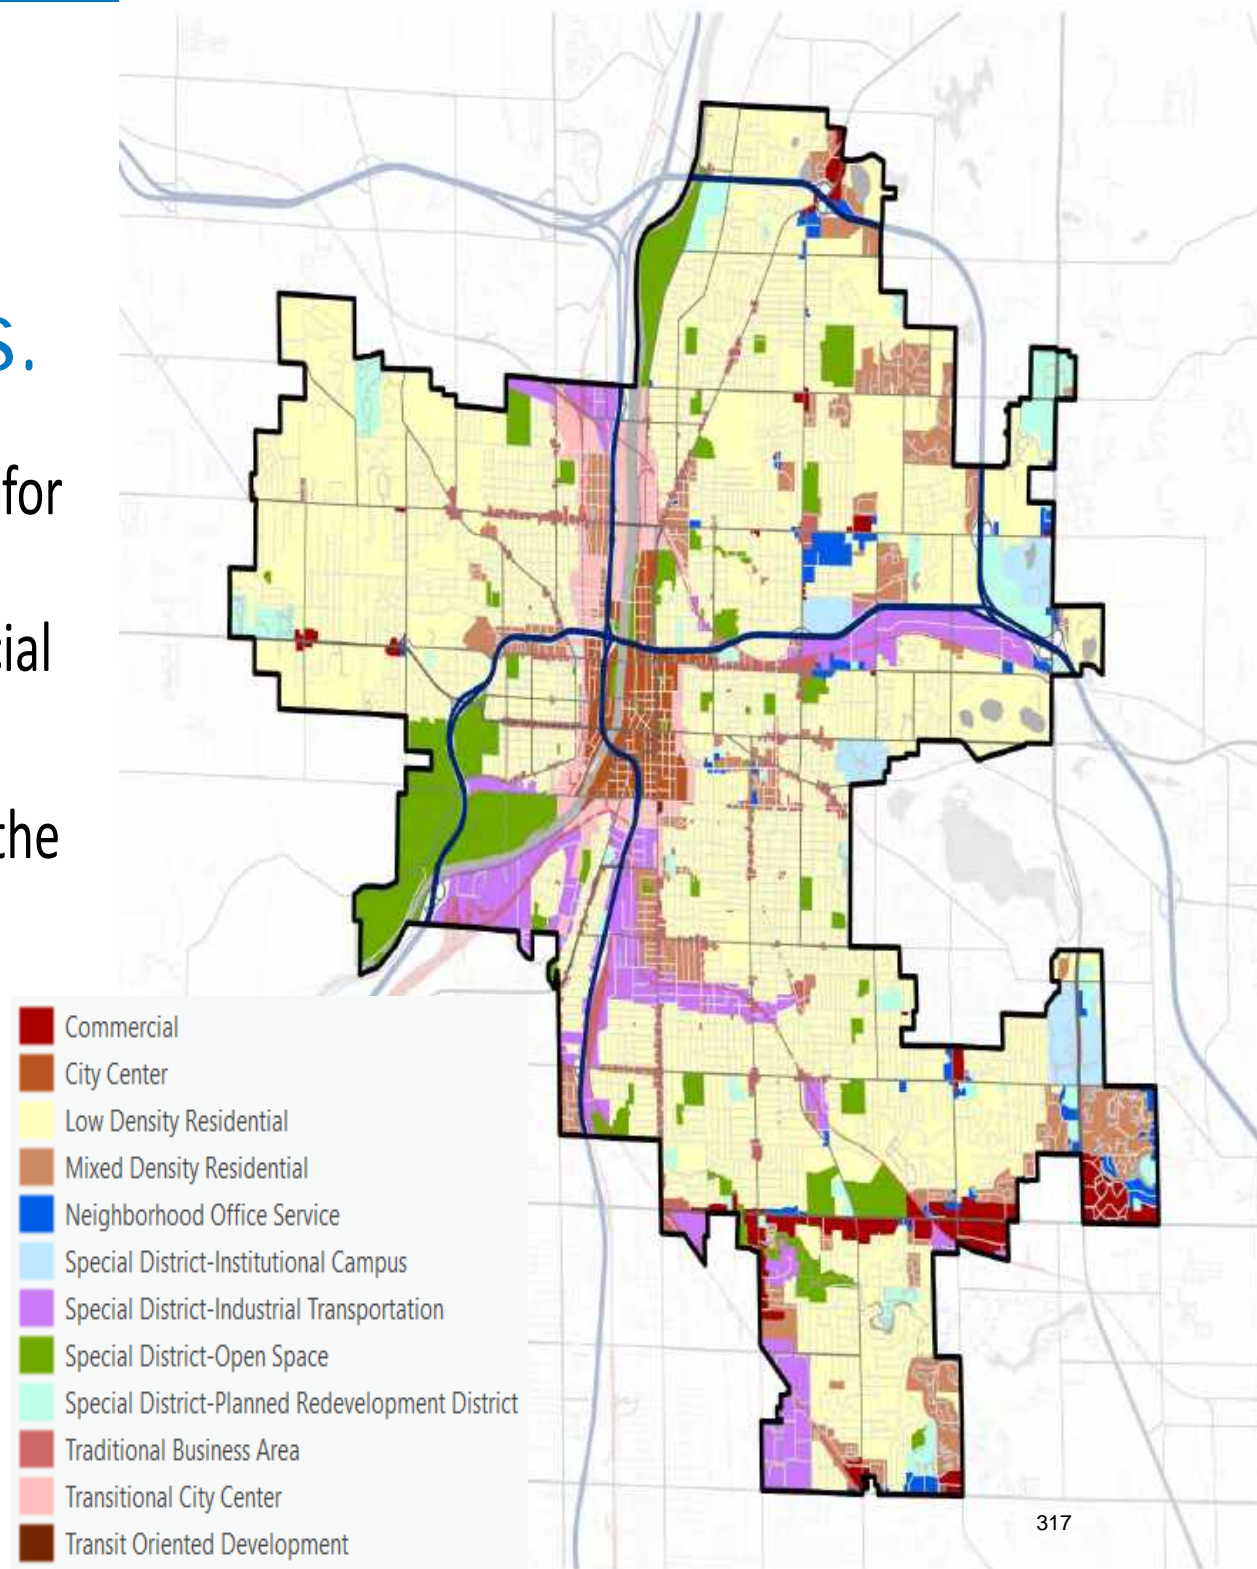 s.
for
cial
the
Commercial
City Center
Low Density Residential
Mixed Density Residential
Neighborhood Office Service
Special District-Institutional Campus
Special District-Industrial Transportation
Special District-Open Space
Special District-Planned Redevelopment District
Traditional Business Area
Transitional City Center
Transit Oriented Development
317